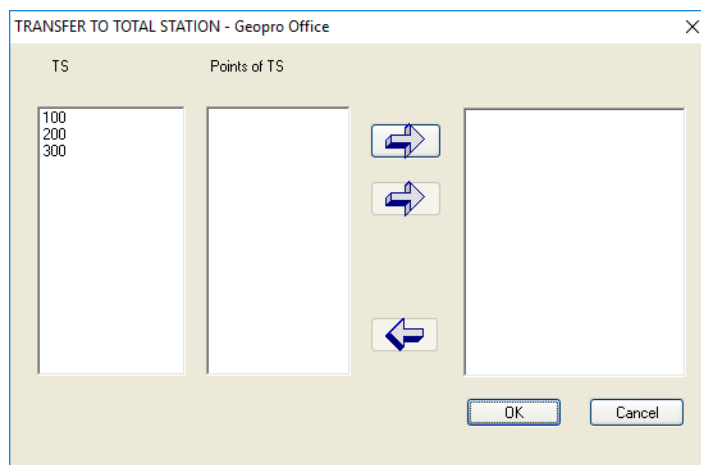 TRANSFER TO TOTAL STATION - Geopro Office
TS
Points of TS
100
200
300
OK
Cancel